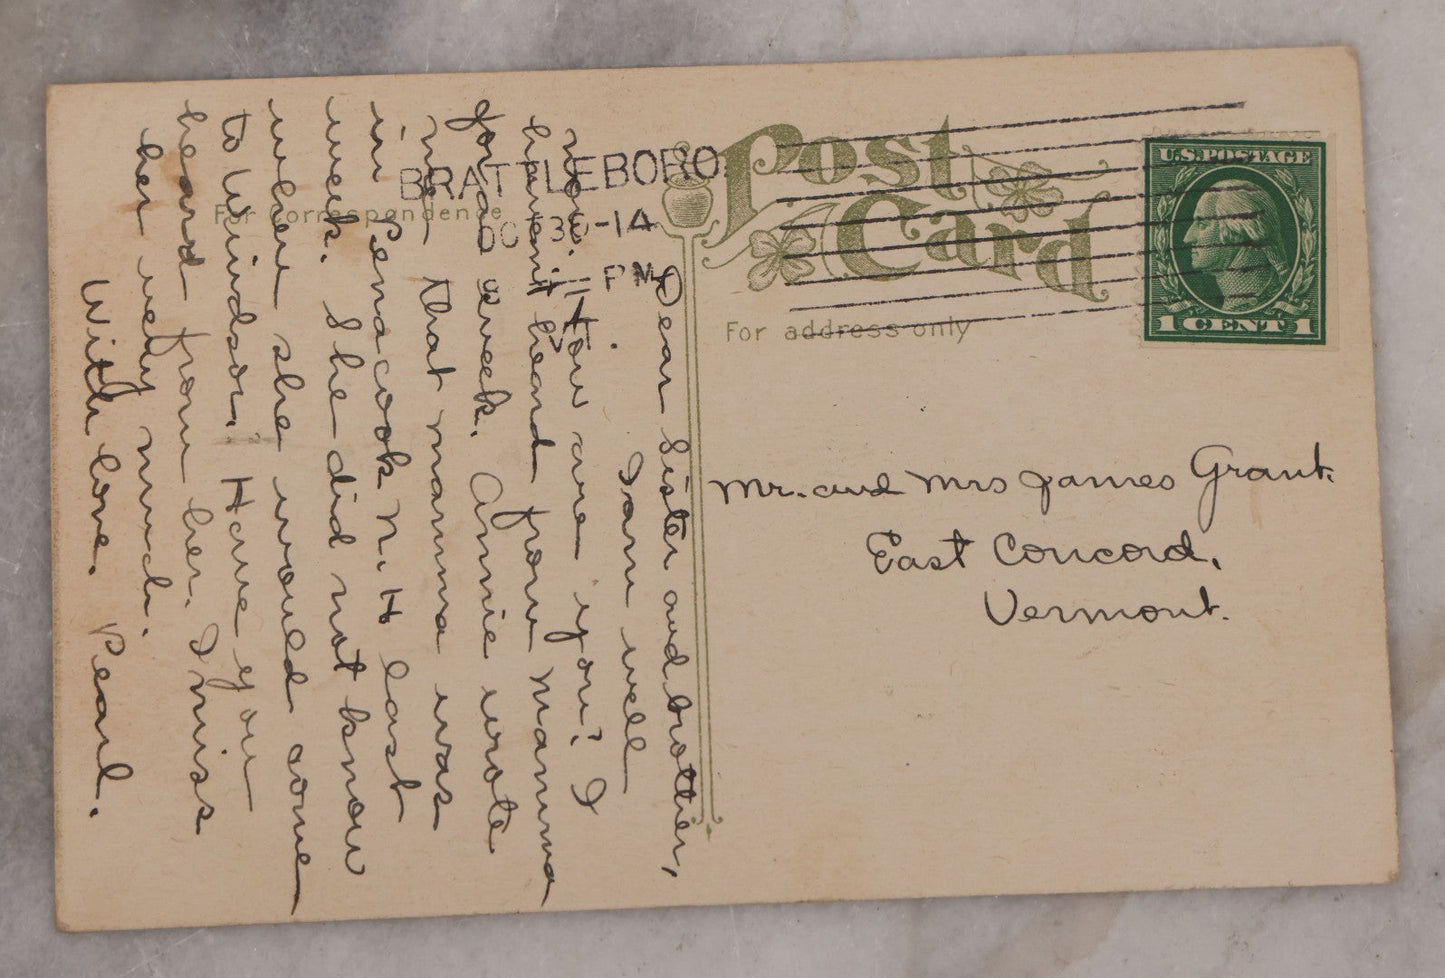 Post
Card
For correspondence
For address only
BRATTLEBORO
OCT 30-14
PM
VT.
U.S. POSTAGE
1 CENT 1
Mr. and Mrs James Grant.
East Concord,
Vermont.
Dear Sister and brother,
I am well
now. How are you? I
haven't heard from mamma
for a week. Annie wrote
me that mamma was
in Penacook N. H last
week. She did not know
when she would come
to Windsor. Have you
heard from her. I miss
her very much.
With love. Pearl.